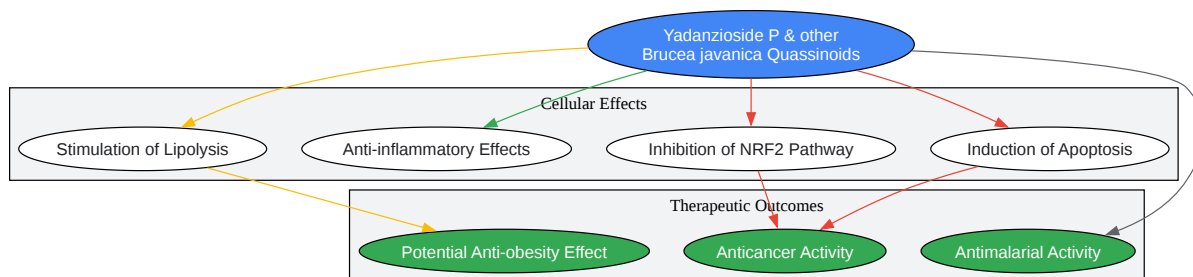 Yadanzioside P & other
Brucea javanica Quassinoids
Cellular Effects
Stimulation of Lipolysis
Anti-inflammatory Effects
Inhibition of NRF2 Pathway
Induction of Apoptosis
Therapeutic Outcomes
Potential Anti-obesity Effect
Anticancer Activity
Antimalarial Activity